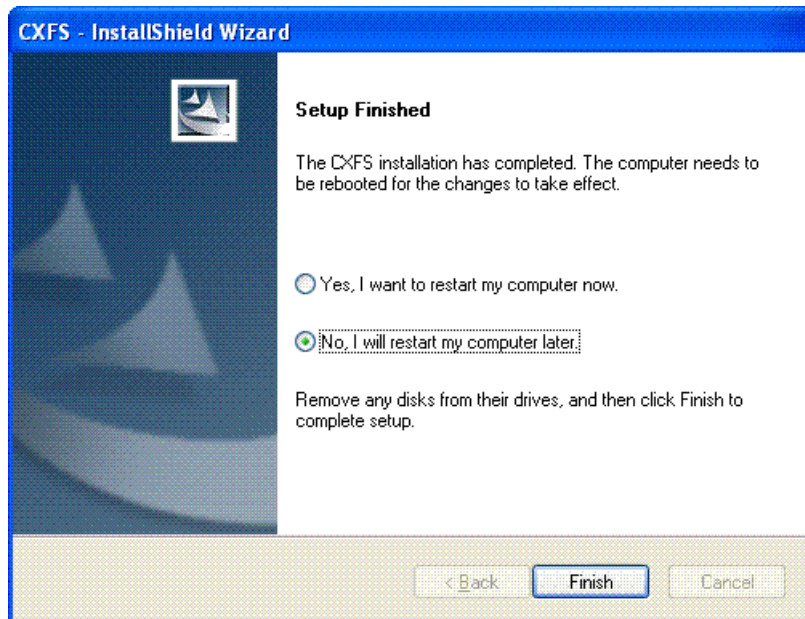 CXFS - InstallShield Wizard
Setup Finished
The CXFS installation has completed. The computer needs to
be rebooted for the changes to take effect.
Yes, I want to restart my computer now.
No, I will restart my computer later.
Remove any disks from their drives, and then click Finish to
complete setup.
< Back Finish Cancel